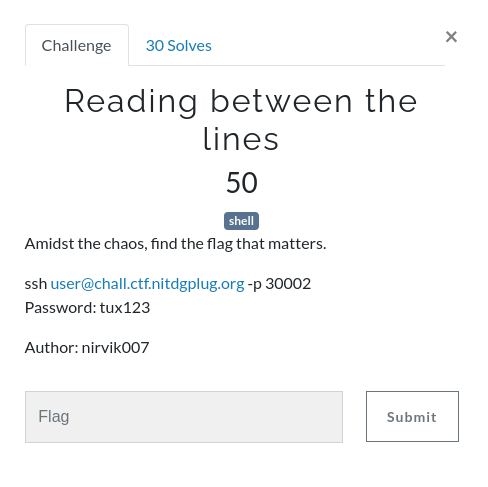 Challenge
30 Solves
×
Reading between the
lines
50
shell
Amidst the chaos, find the flag that matters.
ssh user@chall.ctf.nitdgplug.org -p 30002
Password: tux123
Author: nirvik007
Flag
Submit